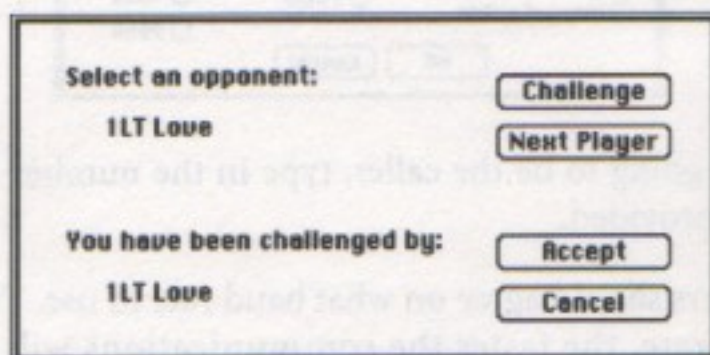 Select an opponent:
Challenge
1LT Love
Next Player
You have been challenged by:
Accept
1LT Love
Cancel